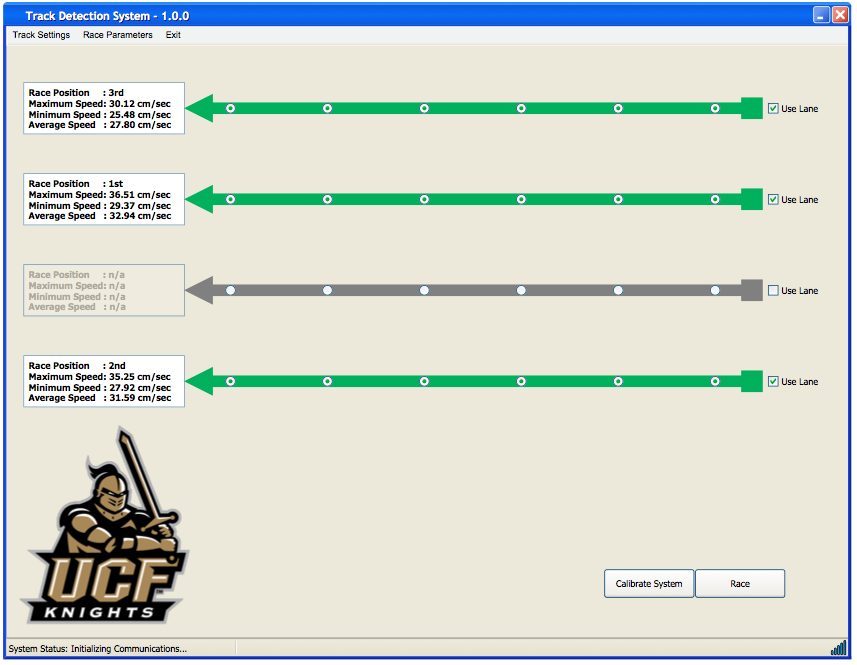 Track Detection System - 1.0.0
Track Settings Race Parameters Exit
Race Position : 3rd
Maximum Speed: 30.12 cm/sec
Minimum Speed : 25.48 cm/sec
Average Speed : 27.80 cm/sec
Use Lane
Race Position : 1st
Maximum Speed: 36.51 cm/sec
Minimum Speed : 29.37 cm/sec
Average Speed : 32.94 cm/sec
Use Lane
Race Position : n/a
Maximum Speed: n/a
Minimum Speed : n/a
Average Speed : n/a
Use Lane
Race Position : 2nd
Maximum Speed: 35.25 cm/sec
Minimum Speed : 27.92 cm/sec
Average Speed : 31.59 cm/sec
Use Lane
UCF
KNIGHTS
Calibrate System Race
System Status: Initializing Communications...